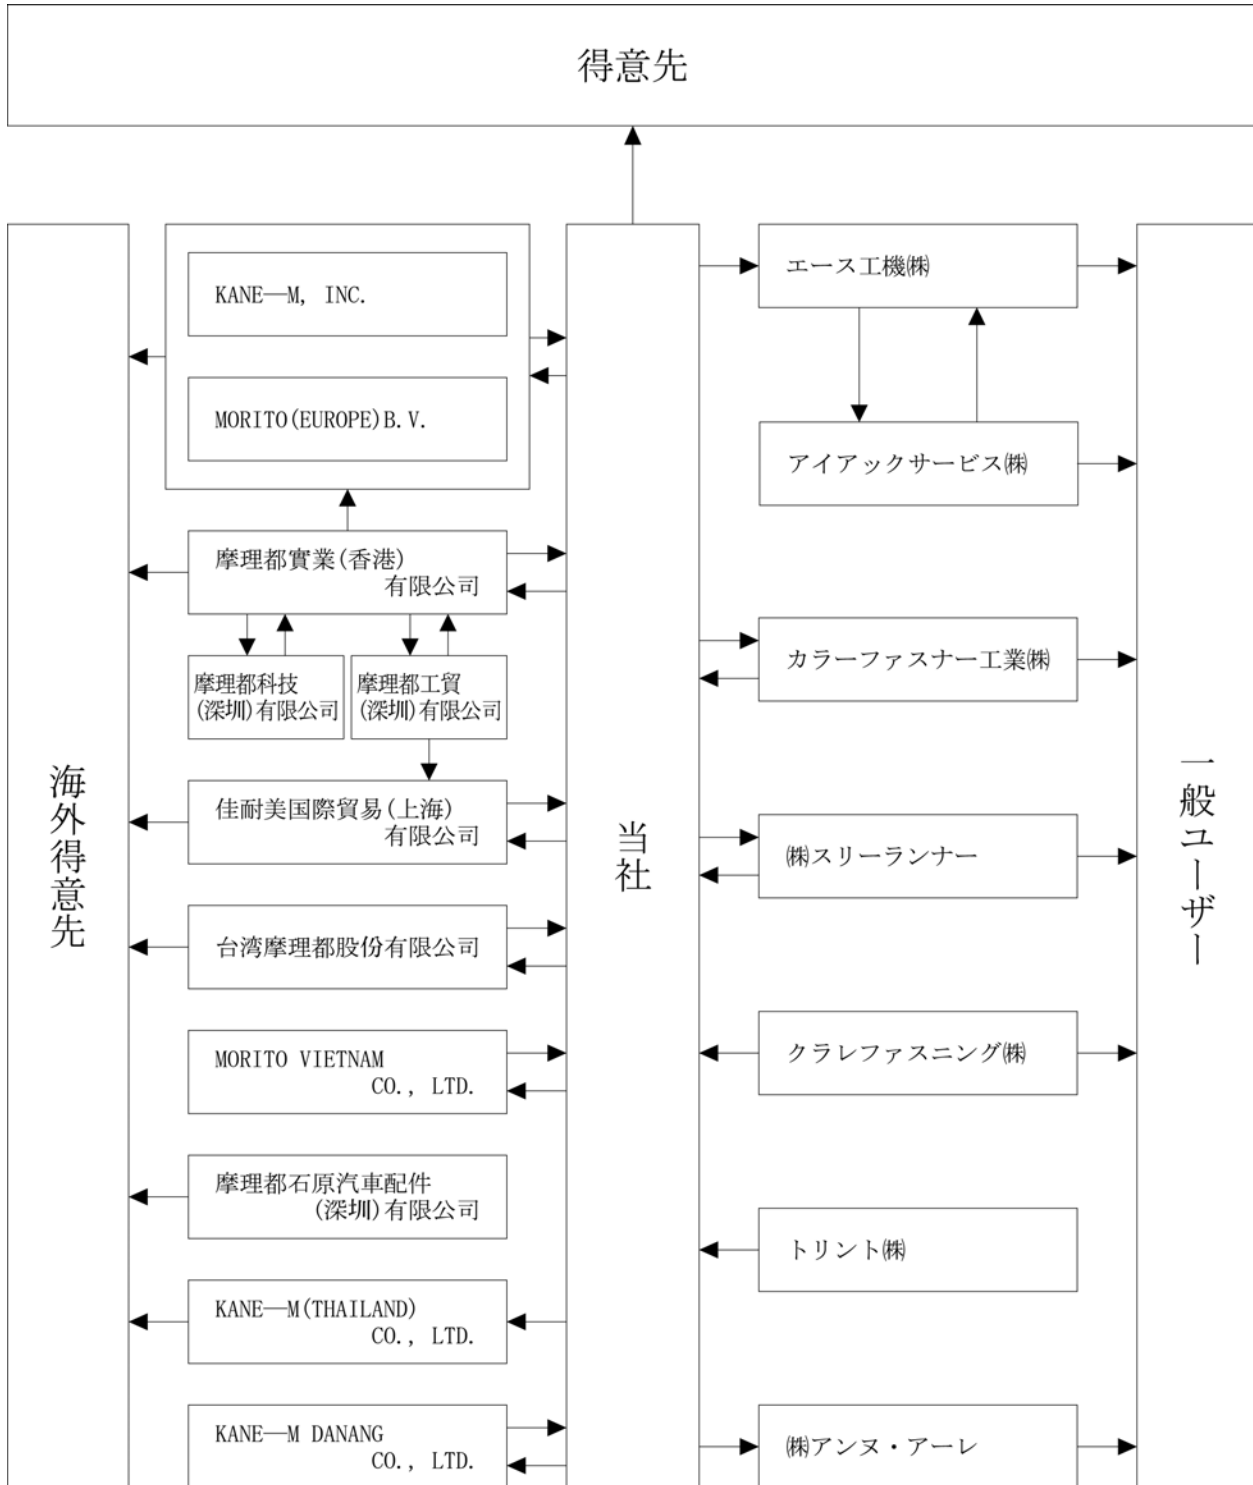 得意先
海外得意先
KANE―M, INC.
MORITO(EUROPE)B.V.
摩理都實業(香港)
有限公司
摩理都科技
(深圳)有限公司
摩理都工貿
(深圳)有限公司
佳耐美国際貿易(上海)
有限公司
台湾摩理都股份有限公司
MORITO VIETNAM
CO., LTD.
摩理都石原汽車配件
(深圳)有限公司
KANE―M(THAILAND)
CO., LTD.
KANE―M DANANG
CO., LTD.
当社
エース工機㈱
アイアックサービス㈱
カラーファスナー工業㈱
㈱スリーランナー
クラレファスニング㈱
トリント㈱
㈱アンヌ・アーレ
一般ユーザー